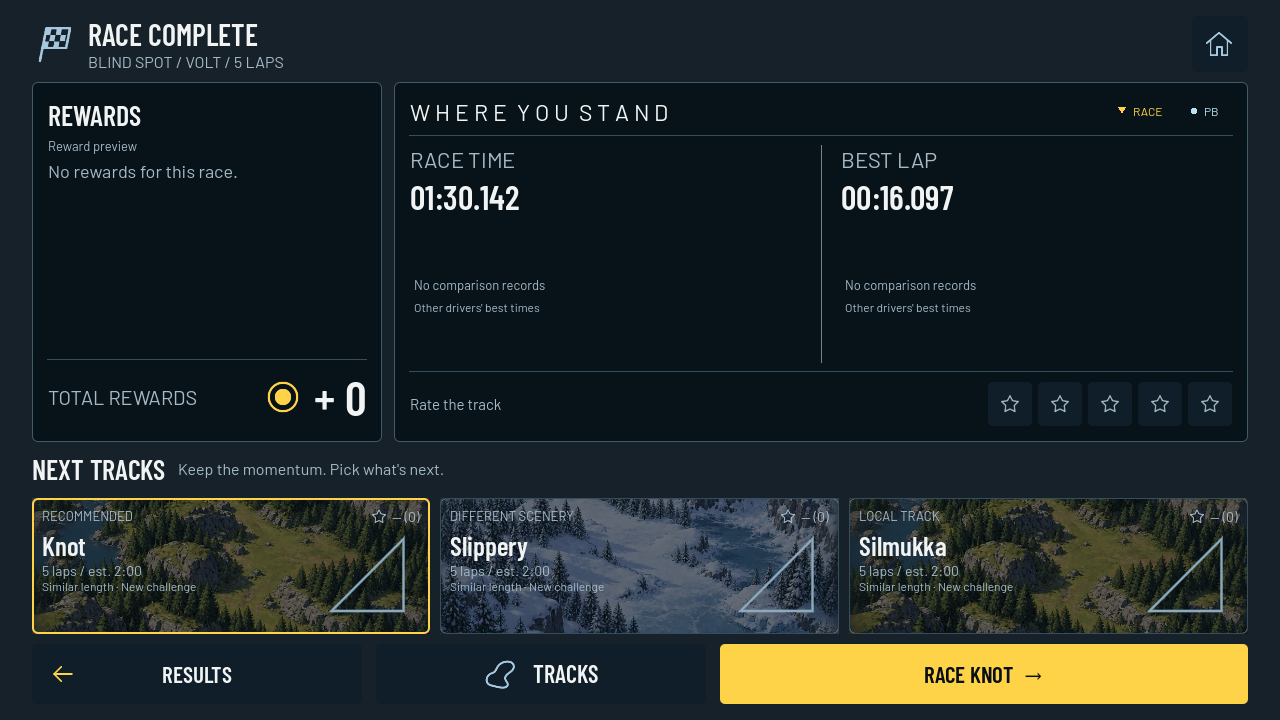 RACE COMPLETE
BLIND SPOT / VOLT / 5 LAPS
REWARDS
Reward preview
No rewards for this race.
TOTAL REWARDS
+ 0
WHERE YOU STAND
RACE
PB
RACE TIME
01:30.142
No comparison records
Other drivers' best times
BEST LAP
00:16.097
No comparison records
Other drivers' best times
Rate the track
NEXT TRACKS
Keep the momentum. Pick what's next.
RECOMMENDED
— (0)
Knot
5 laps / est. 2:00
Similar length · New challenge
DIFFERENT SCENERY
— (0)
Slippery
5 laps / est. 2:00
Similar length · New challenge
LOCAL TRACK
— (0)
Silmukka
5 laps / est. 2:00
Similar length · New challenge
← RESULTS
TRACKS
RACE KNOT →